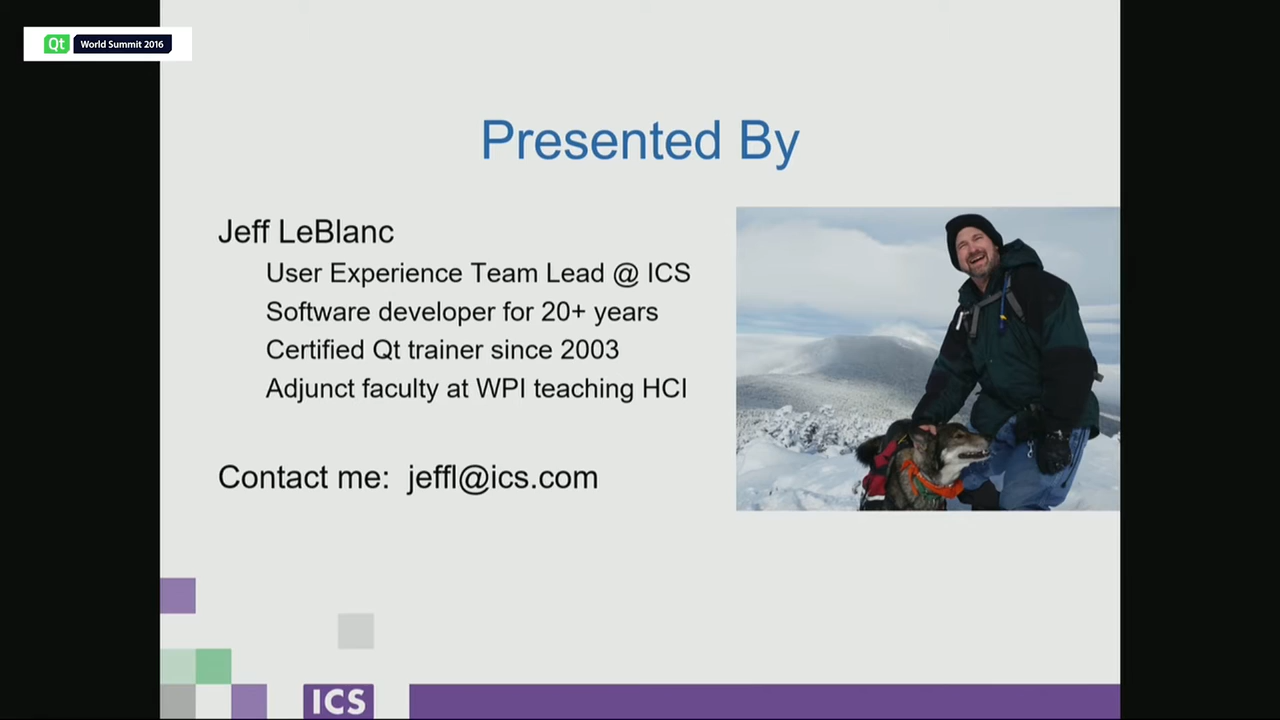 Qt World Summit 2016
Presented By
Jeff LeBlanc
User Experience Team Lead @ ICS
Software developer for 20+ years
Certified Qt trainer since 2003
Adjunct faculty at WPI teaching HCI
Contact me: jeffl@ics.com
ICS